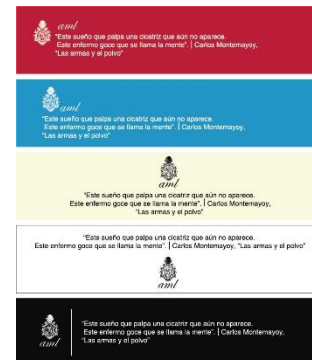 aml
"Este sueño que palpa una cicatriz que aún no aparece.
Este enfermo goce que se llama la mente". | Carlos Montemayoy,
"Las armas y el polvo"
aml
"Este sueño que palpa una cicatriz que aún no aparece.
Este enfermo goce que se llama la mente". | Carlos Montemayoy,
"Las armas y el polvo"
aml
"Este sueño que palpa una cicatriz que aún no aparece.
Este enfermo goce que se llama la mente". | Carlos Montemayoy,
"Las armas y el polvo"
"Este sueño que palpa una cicatriz que aún no aparece.
Este enfermo goce que se llama la mente". | Carlos Montemayoy, "Las armas y el polvo"
aml
aml
"Este sueño que palpa una cicatriz que aún no aparece.
Este enfermo goce que se llama la mente". | Carlos Montemayoy,
"Las armas y el polvo"